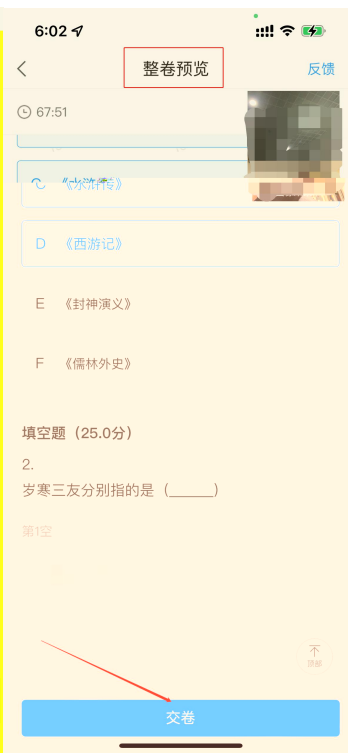 6:02
整卷预览
反馈
67:51
C 《水浒传》
D 《西游记》
E 《封神演义》
F 《儒林外史》
填空题（25.0分）
2.
岁寒三友分别指的是（_____）
第1空
顶部
交卷